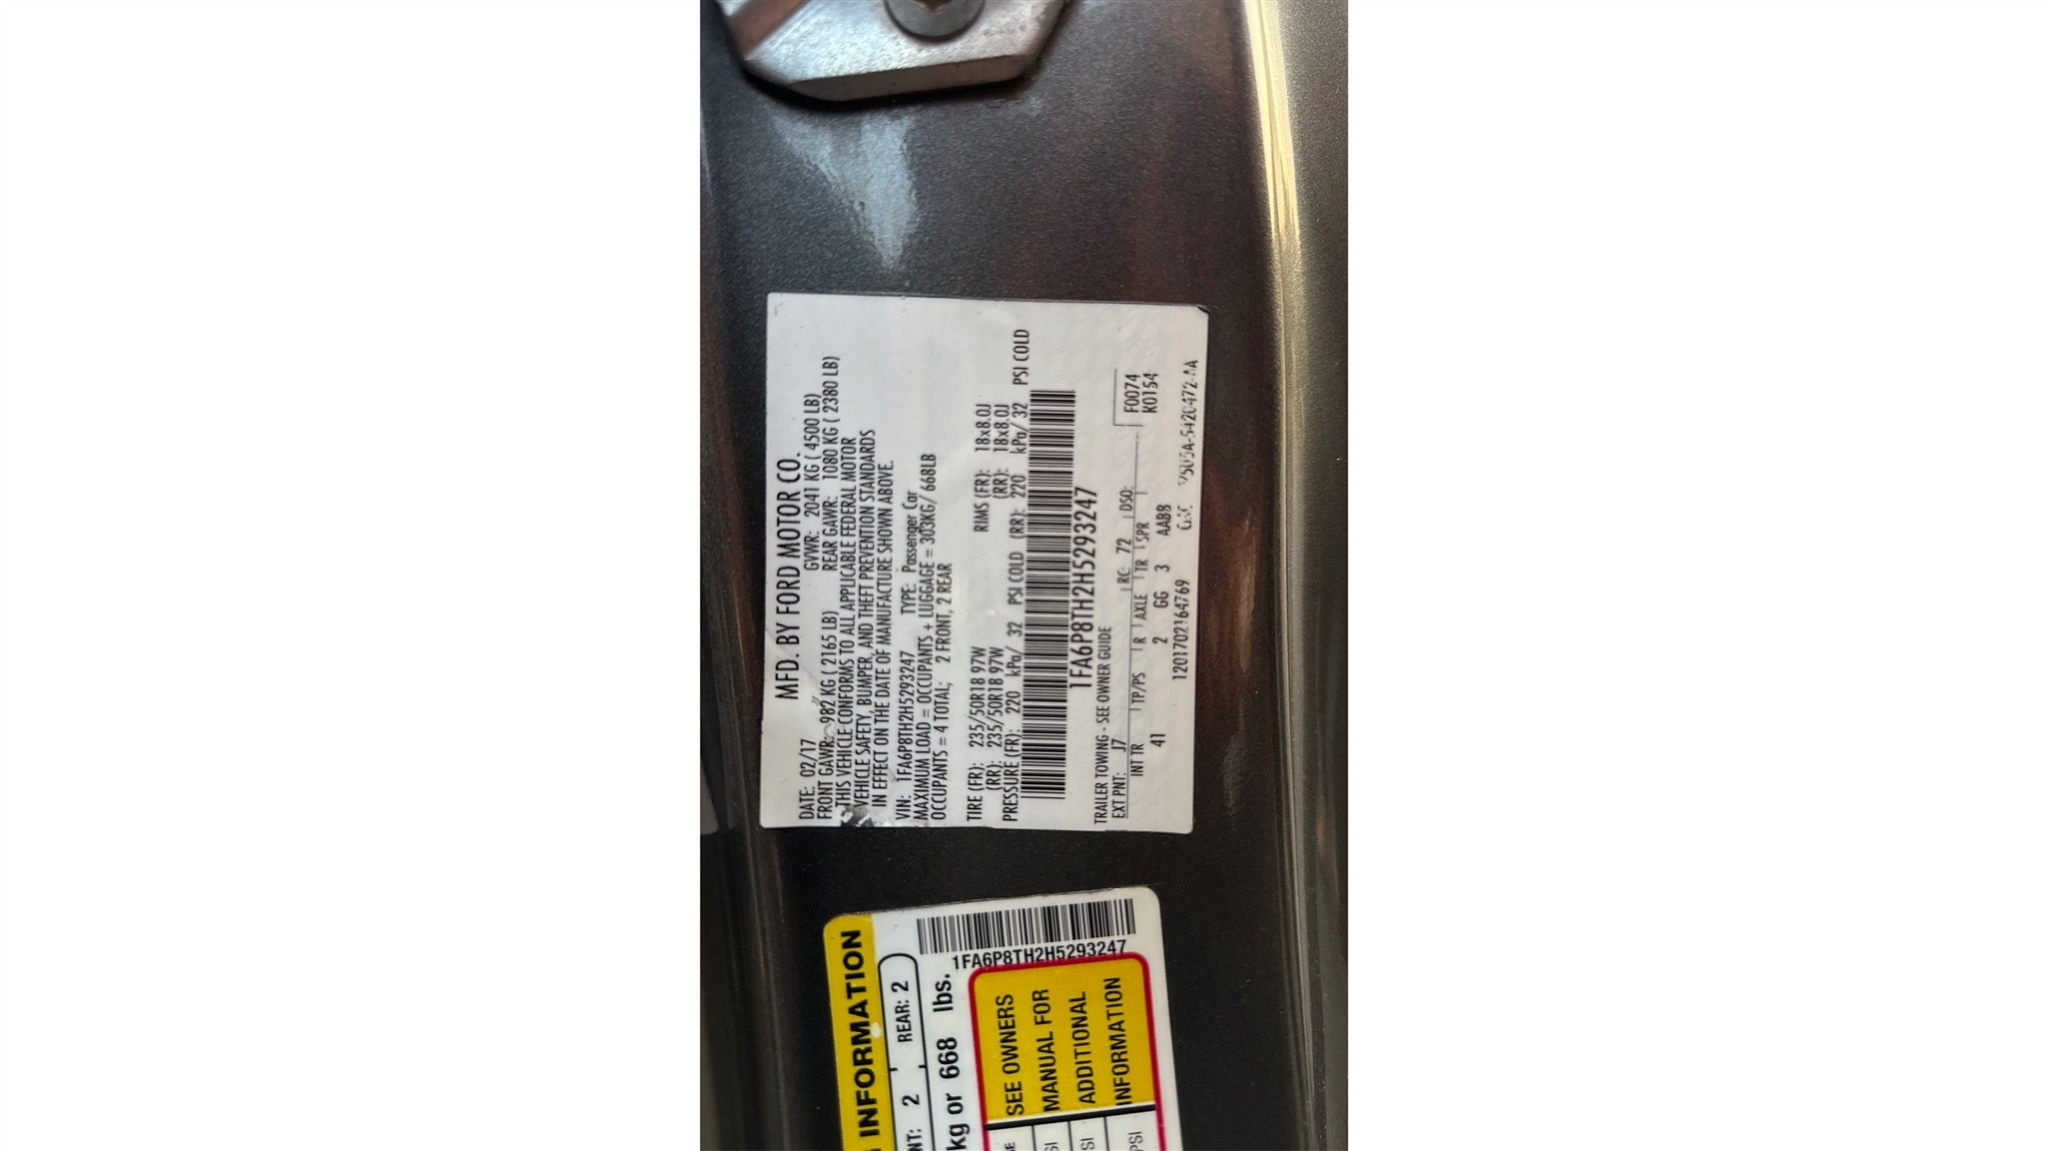 MFD. BY FORD MOTOR CO.
DATE: 02/17 GVWR: 2041 KG ( 4500 LB)
FRONT GAWR: 982 KG ( 2165 LB) REAR GAWR: 1080 KG ( 2380 LB)
THIS VEHICLE CONFORMS TO ALL APPLICABLE FEDERAL MOTOR
VEHICLE SAFETY, BUMPER, AND THEFT PREVENTION STANDARDS
IN EFFECT ON THE DATE OF MANUFACTURE SHOWN ABOVE.
VIN: 1FA6P8TH2H5293247 TYPE: Passenger Car
MAXIMUM LOAD = OCCUPANTS + LUGGAGE = 303KG/ 668LB
OCCUPANTS = 4 TOTAL; 2 FRONT, 2 REAR
TIRE (FR): 235/50R18 97W RIMS (FR): 18x8.0J
(RR): 235/50R18 97W (RR): 18x8.0J
PRESSURE (FR): 220 kPa/ 32 PSI COLD (RR): 220 kPa/ 32 PSI COLD
1FA6P8TH2H5293247
TRAILER TOWING - SEE OWNER GUIDE
EXT PNT: J7 RC: 72 DSO: F0074
INT TR TP/PS R AXLE TR SPR R0154
41 2 GG 3 AABB
1201702164769
INFORMATION
1FA6P8TH2H5293247
NT: 2 REAR: 2
kg or 668 lbs.
SEE OWNERS
MANUAL FOR
ADDITIONAL
INFORMATION
PSI